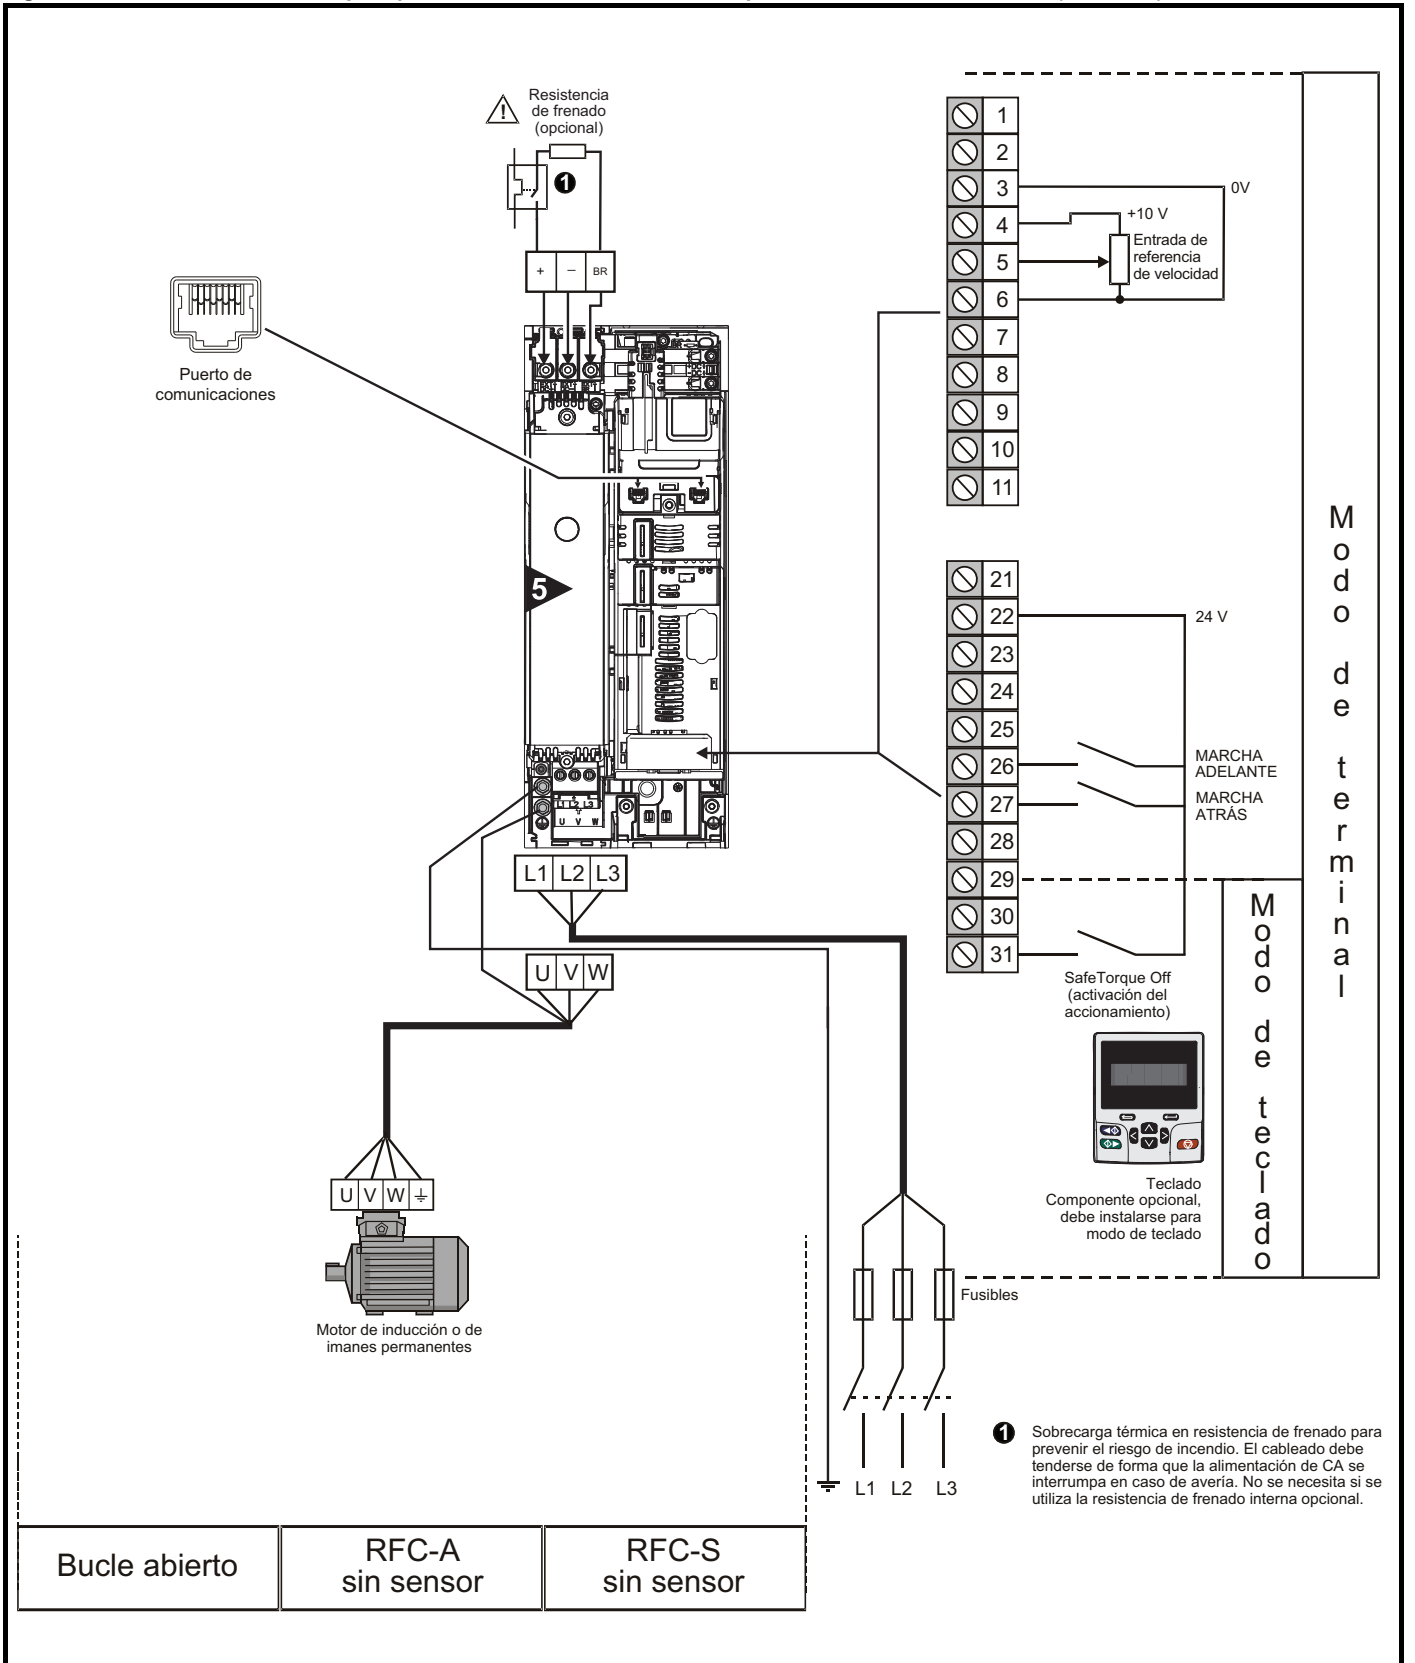 Resistencia
de frenado
(opcional)
1
+
–
BR
Puerto de
comunicaciones
5
L1 L2 L3
U V W
L1 L2 L3
U V W
U V W
Motor de inducción o de
imanes permanentes
1
2
3
4
5
6
7
8
9
10
11
0V
+10 V
Entrada de
referencia
de velocidad
21
22
23
24
25
26
27
28
29
30
31
24 V
MARCHA
ADELANTE
MARCHA
ATRÁS
SafeTorque Off
(activación del
accionamiento)
Teclado
Componente opcional,
debe instalarse para
modo de teclado
Modo de teclado
Modo de terminal
Fusibles
L1 L2 L3
1 Sobrecarga térmica en resistencia de frenado para
prevenir el riesgo de incendio. El cableado debe
tenderse de forma que la alimentación de CA se
interrumpa en caso de avería. No se necesita si se
utiliza la resistencia de frenado interna opcional.
Bucle abierto
RFC-A
sin sensor
RFC-S
sin sensor